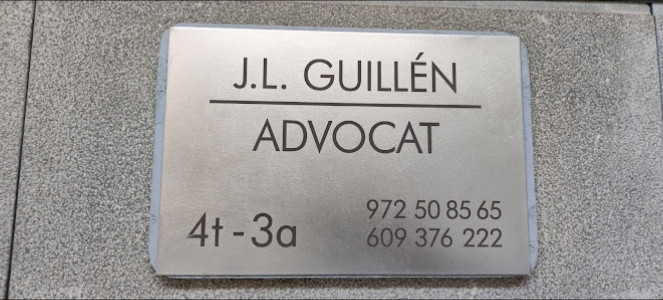 J.L. GUILLÉN
ADVOCAT
4t - 3a
972 50 85 65
609 376 222